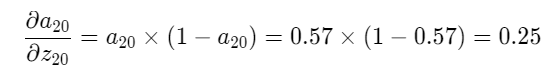 ∂a₂₀/∂z₂₀ = a₂₀ × (1 − a₂₀) = 0.57 × (1 − 0.57) = 0.25